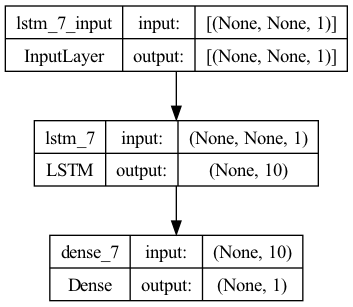 lstm_7_input input: [(None, None, 1)]
InputLayer output: [(None, None, 1)]
lstm_7 input: (None, None, 1)
LSTM output: (None, 10)
dense_7 input: (None, 10)
Dense output: (None, 1)